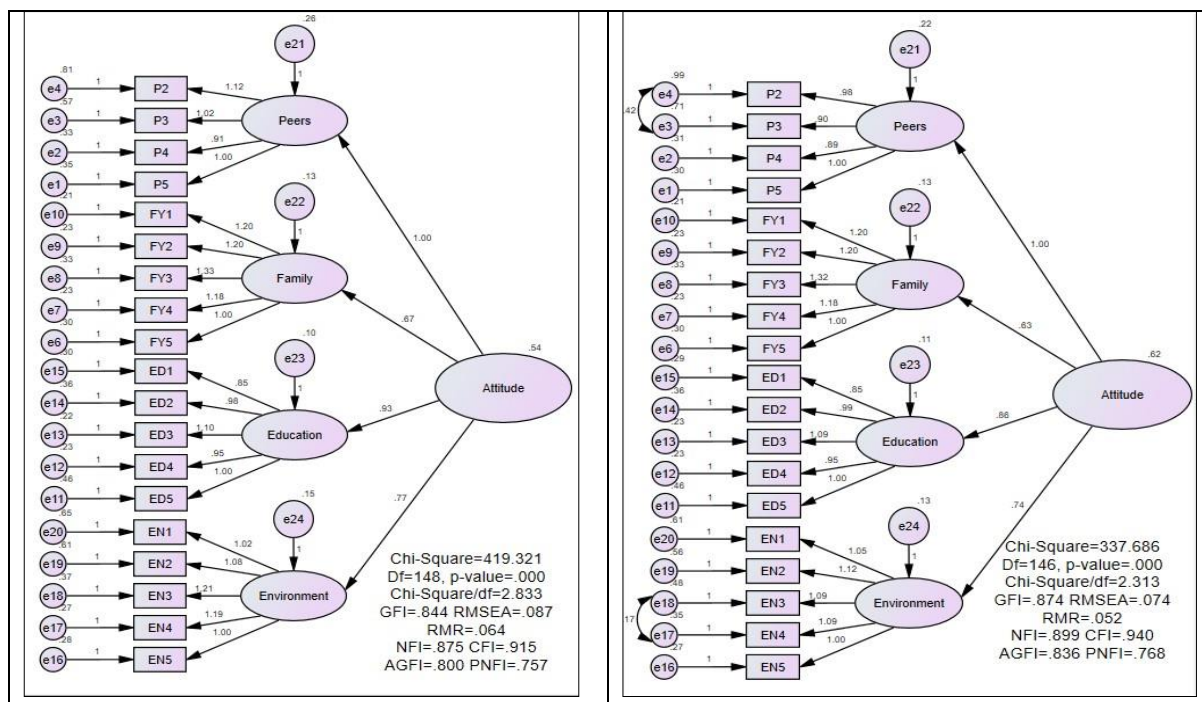 .26
e21
1
.81
e4
1
P2
1.12
.57
e3
1
P3
1.02
Peers
.33
e2
1
P4
.91
.35
e1
1
P5
1.00
.21
e10
1
FY1
1.20
.13
e22
1
.23
e9
1
FY2
1.20
.33
e8
1
FY3
1.33
Family
.23
e7
1
FY4
1.18
.30
e6
1
FY5
1.00
.30
e15
1
ED1
.85
.10
e23
1
.36
e14
1
ED2
.98
.22
e13
1
ED3
1.10
Education
.23
e12
1
ED4
.95
.46
e11
1
ED5
1.00
.65
e20
1
EN1
1.02
.15
e24
1
.61
e19
1
EN2
1.08
.37
e18
1
EN3
1.21
Environment
.27
e17
1
EN4
1.19
.28
e16
1
EN5
1.00
1.00
.67
.93
.77
.54
Attitude
Chi-Square=419.321
Df=148, p-value=.000
Chi-Square/df=2.833
GFI=.844 RMSEA=.087
RMR=.064
NFI=.875 CFI=.915
AGFI=.800 PNFI=.757
.22
e21
1
.99
e4
1
P2
.98
.42
.71
e3
1
P3
.90
Peers
.31
e2
1
P4
.89
.30
e1
1
P5
1.00
.21
e10
1
FY1
1.20
.13
e22
1
.23
e9
1
FY2
1.20
.33
e8
1
FY3
1.32
Family
.23
e7
1
FY4
1.18
.30
e6
1
FY5
1.00
.29
e15
1
ED1
.85
.11
e23
1
.36
e14
1
ED2
.99
.23
e13
1
ED3
1.09
Education
.23
e12
1
ED4
.95
.46
e11
1
ED5
1.00
.61
e20
1
EN1
1.05
.13
e24
1
.56
e19
1
EN2
1.12
.48
e18
1
EN3
1.09
Environment
.17
.35
e17
1
EN4
1.09
.27
e16
1
EN5
1.00
1.00
.63
.86
.74
.62
Attitude
Chi-Square=337.686
Df=146, p-value=.000
Chi-Square/df=2.313
GFI=.874 RMSEA=.074
RMR=.052
NFI=.899 CFI=.940
AGFI=.836 PNFI=.768